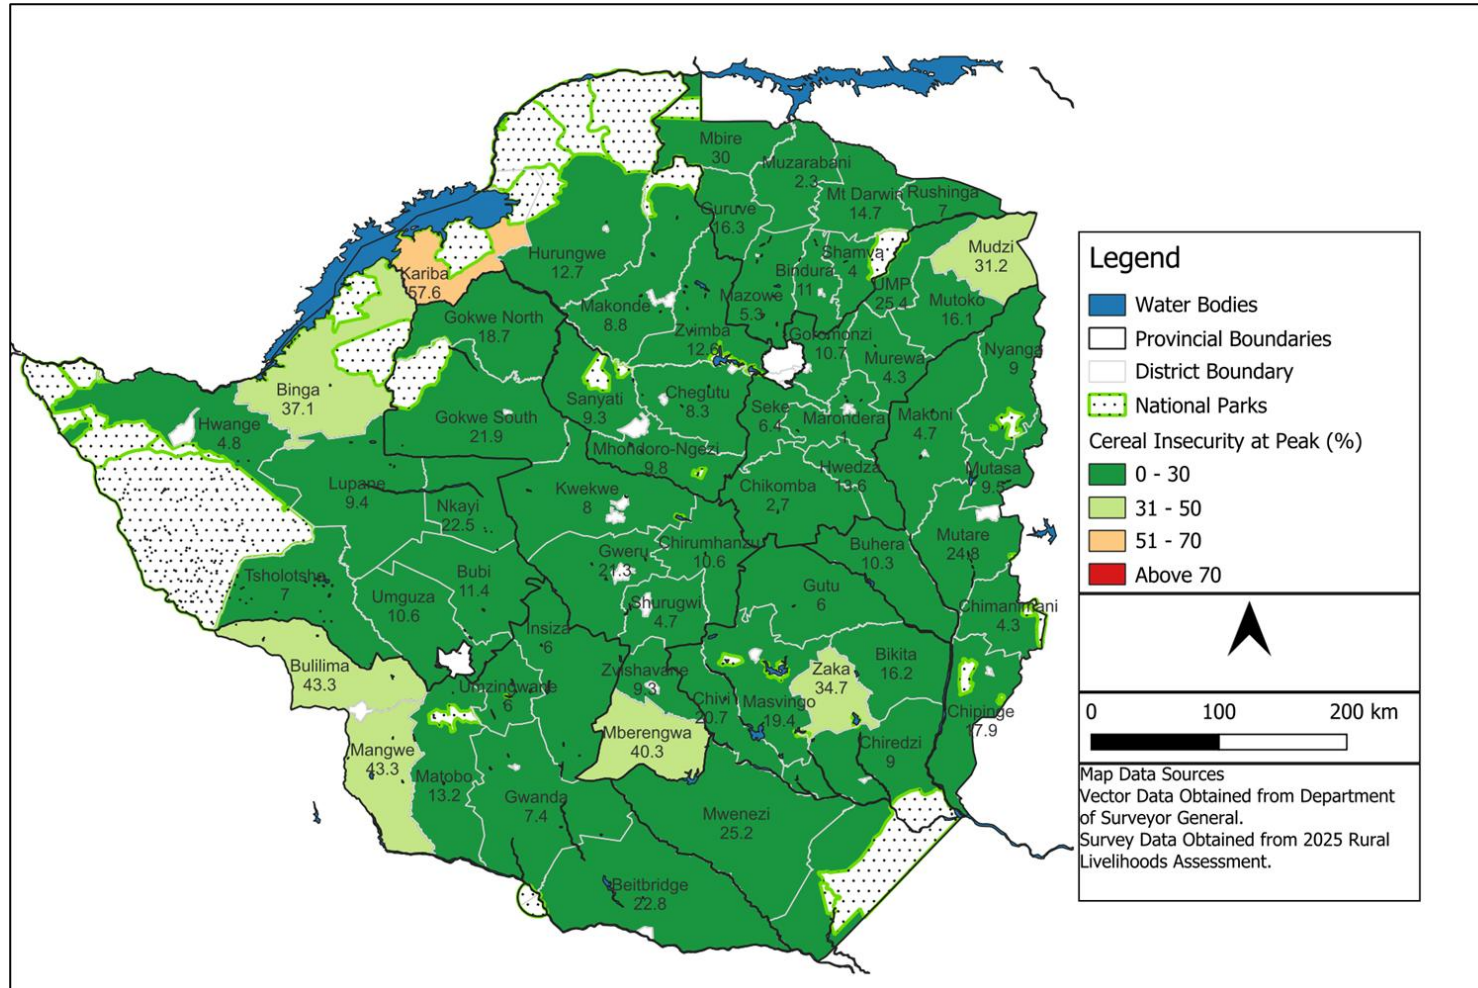 Mbire
30
Muzarabani
2.3
Mt Darwin
14.7
Rushinga
7
Guruve
16.3
Mudzi
31.2
Hurungwe
12.7
Shamva
4
Bindura
11
UMP
25.4
Kariba
57.6
Mutoko
16.1
Makonde
8.8
Mazowe
5.3
Gokwe North
18.7
Zvimba
12.6
Goromonzi
10.7
Murewa
4.3
Nyanga
9
Binga
37.1
Sanyati
9.3
Chegutu
8.3
Seke
6.4
Marondera
1
Makoni
4.7
Hwange
4.8
Gokwe South
21.9
Mhondoro-Ngezi
9.8
Hwedza
13.6
Mutasa
9.5
Lupane
9.4
Kwekwe
8
Chikomba
2,7
Nkayi
22.5
Mutare
24.8
Gweru
21.3
Chirumhanzu
10.6
Buhera
10.3
Tsholotsho
7
Bubi
11.4
Umguza
10.6
Gutu
6
Shurugwi
4.7
Chimanimani
4.3
Insiza
6
Bulilima
43.3
Zvishavane
9.3
Zaka
34.7
Bikita
16.2
Umzingwane
6
Chivi
20.7
Masvingo
19.4
Chipinge
17.9
Mberengwa
40.3
Mangwe
43.3
Chiredzi
9
Matobo
13.2
Gwanda
7.4
Mwenezi
25.2
Beitbridge
22.8
Legend
Water Bodies
Provincial Boundaries
District Boundary
National Parks
Cereal Insecurity at Peak (%)
0 - 30
31 - 50
51 - 70
Above 70
0 100 200 km
Map Data Sources
Vector Data Obtained from Department
of Surveyor General.
Survey Data Obtained from 2025 Rural
Livelihoods Assessment.